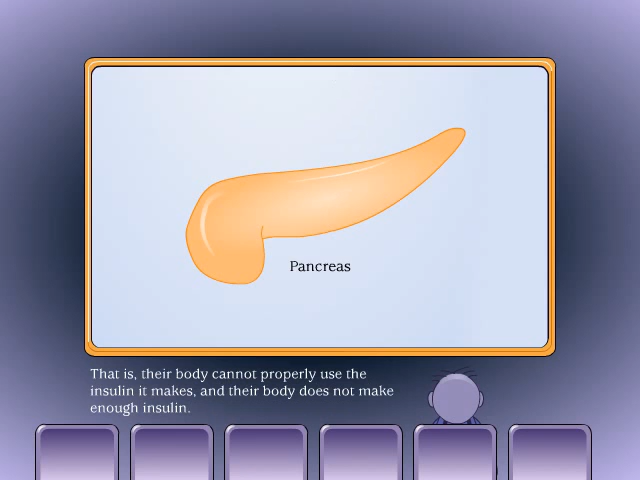 Pancreas
That is, their body cannot properly use the
insulin it makes, and their body does not make
enough insulin.